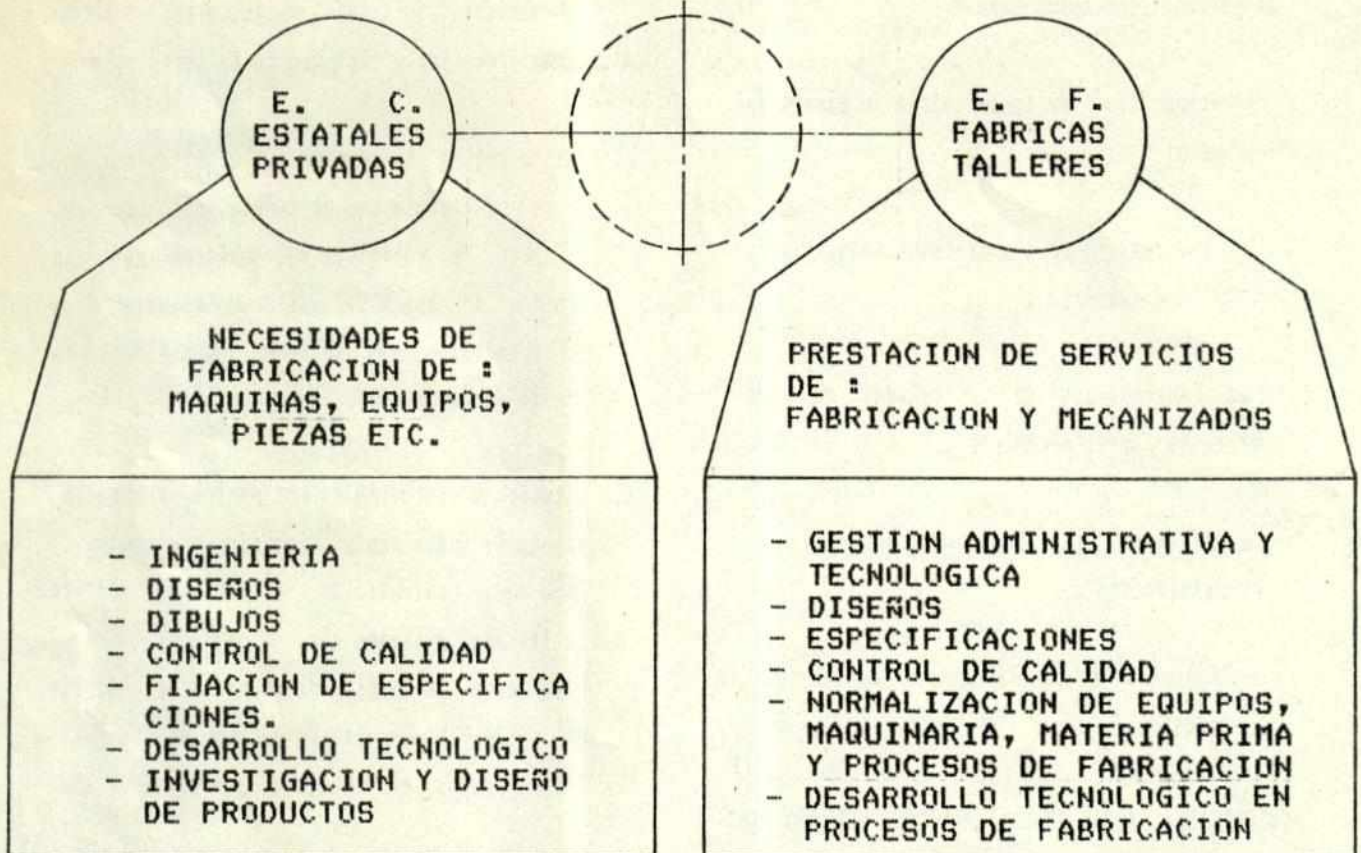 E. C.
ESTATALES
PRIVADAS
NECESIDADES DE
FABRICACION DE :
MAQUINAS, EQUIPOS,
PIEZAS ETC.
- INGENIERIA
- DISEÑOS
- DIBUJOS
- CONTROL DE CALIDAD
- FIJACION DE ESPECIFICA
CIONES.
- DESARROLLO TECNOLOGICO
- INVESTIGACION Y DISEÑO
DE PRODUCTOS
E. F.
FABRICAS
TALLERES
PRESTACION DE SERVICIOS
DE :
FABRICACION Y MECANIZADOS
- GESTION ADMINISTRATIVA Y
TECNOLOGICA
- DISEÑOS
- ESPECIFICACIONES
- CONTROL DE CALIDAD
- NORMALIZACION DE EQUIPOS,
MAQUINARIA, MATERIA PRIMA
Y PROCESOS DE FABRICACION
- DESARROLLO TECNOLOGICO EN
PROCESOS DE FABRICACION